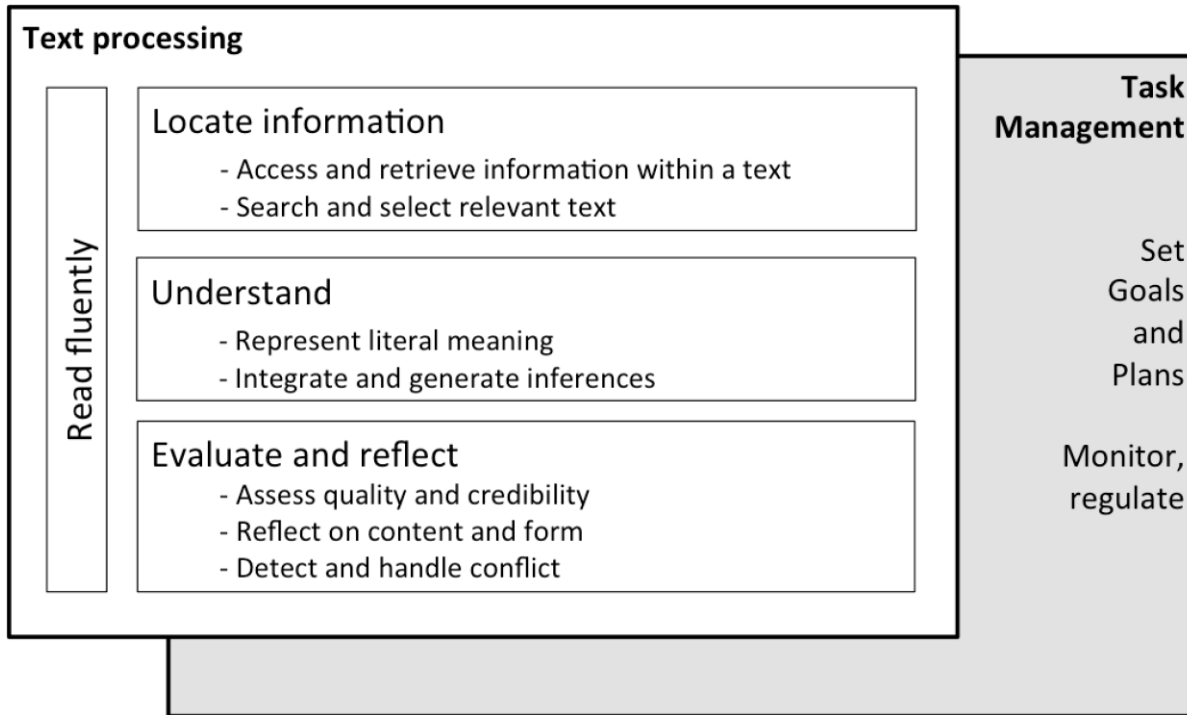 Text processing
Read fluently
Locate information
- Access and retrieve information within a text
- Search and select relevant text
Understand
- Represent literal meaning
- Integrate and generate inferences
Evaluate and reflect
- Assess quality and credibility
- Reflect on content and form
- Detect and handle conflict
Task
Management
Set
Goals
and
Plans
Monitor,
regulate